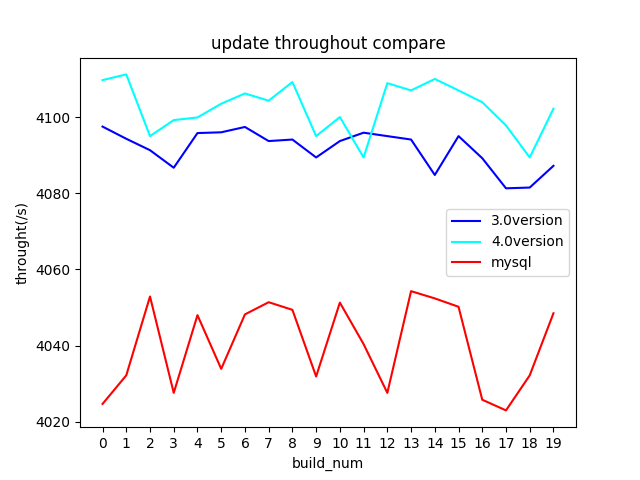 update throughout compare
throught(/s)
4100
4080
4060
4040
4020
3.0version
4.0version
mysql
0 1 2 3 4 5 6 7 8 9 10 11 12 13 14 15 16 17 18 19
build_num